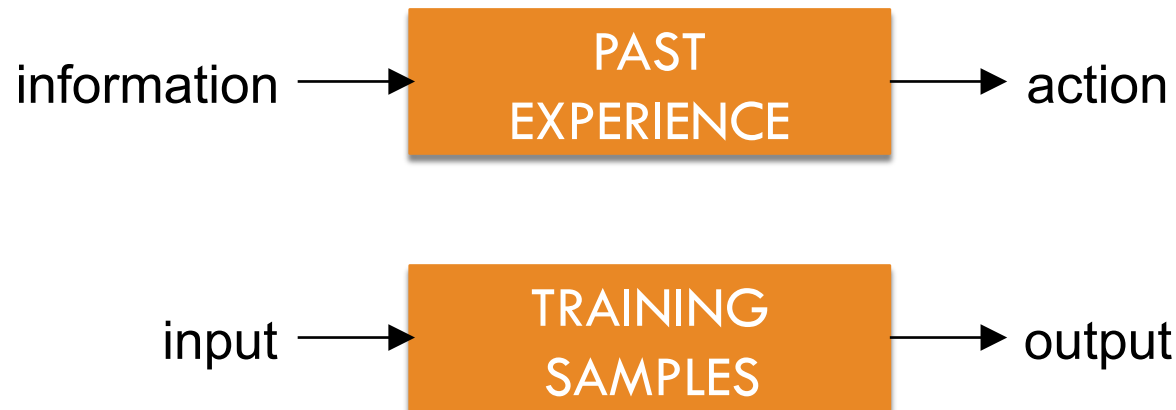 information
PAST
EXPERIENCE
action
input
TRAINING
SAMPLES
output